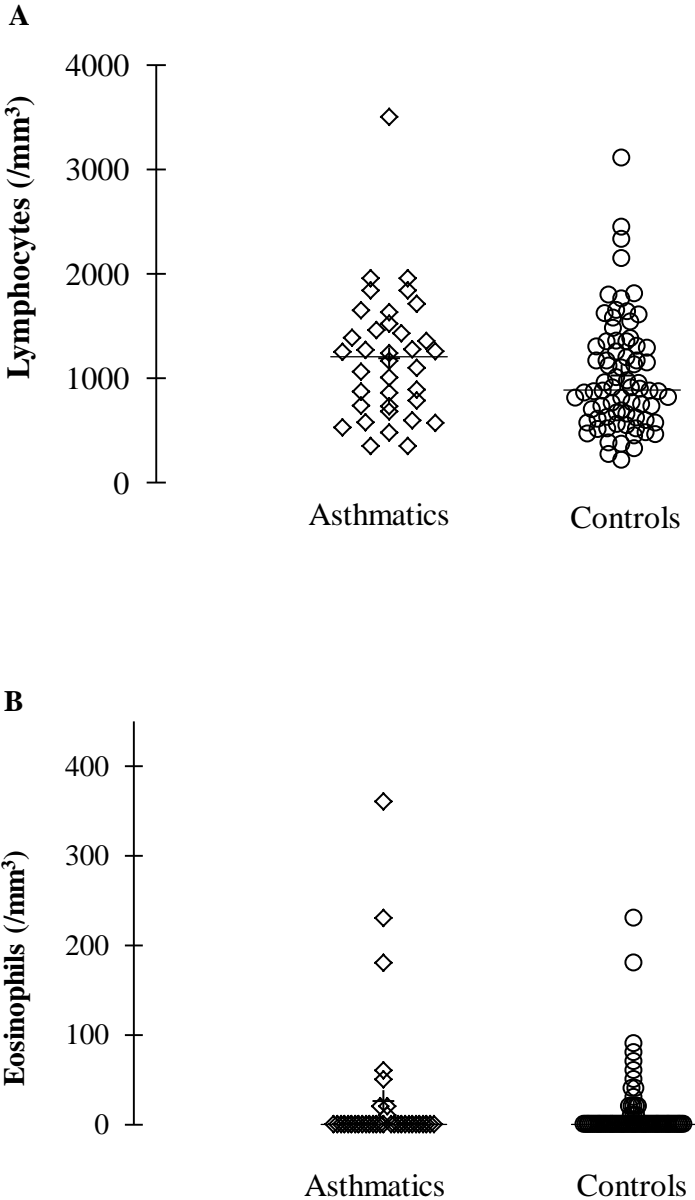 A
Lymphocytes (/mm³)
4000
3000
2000
1000
0
Asthmatics
Controls
B
Eosinophils (/mm³)
400
300
200
100
0
Asthmatics
Controls